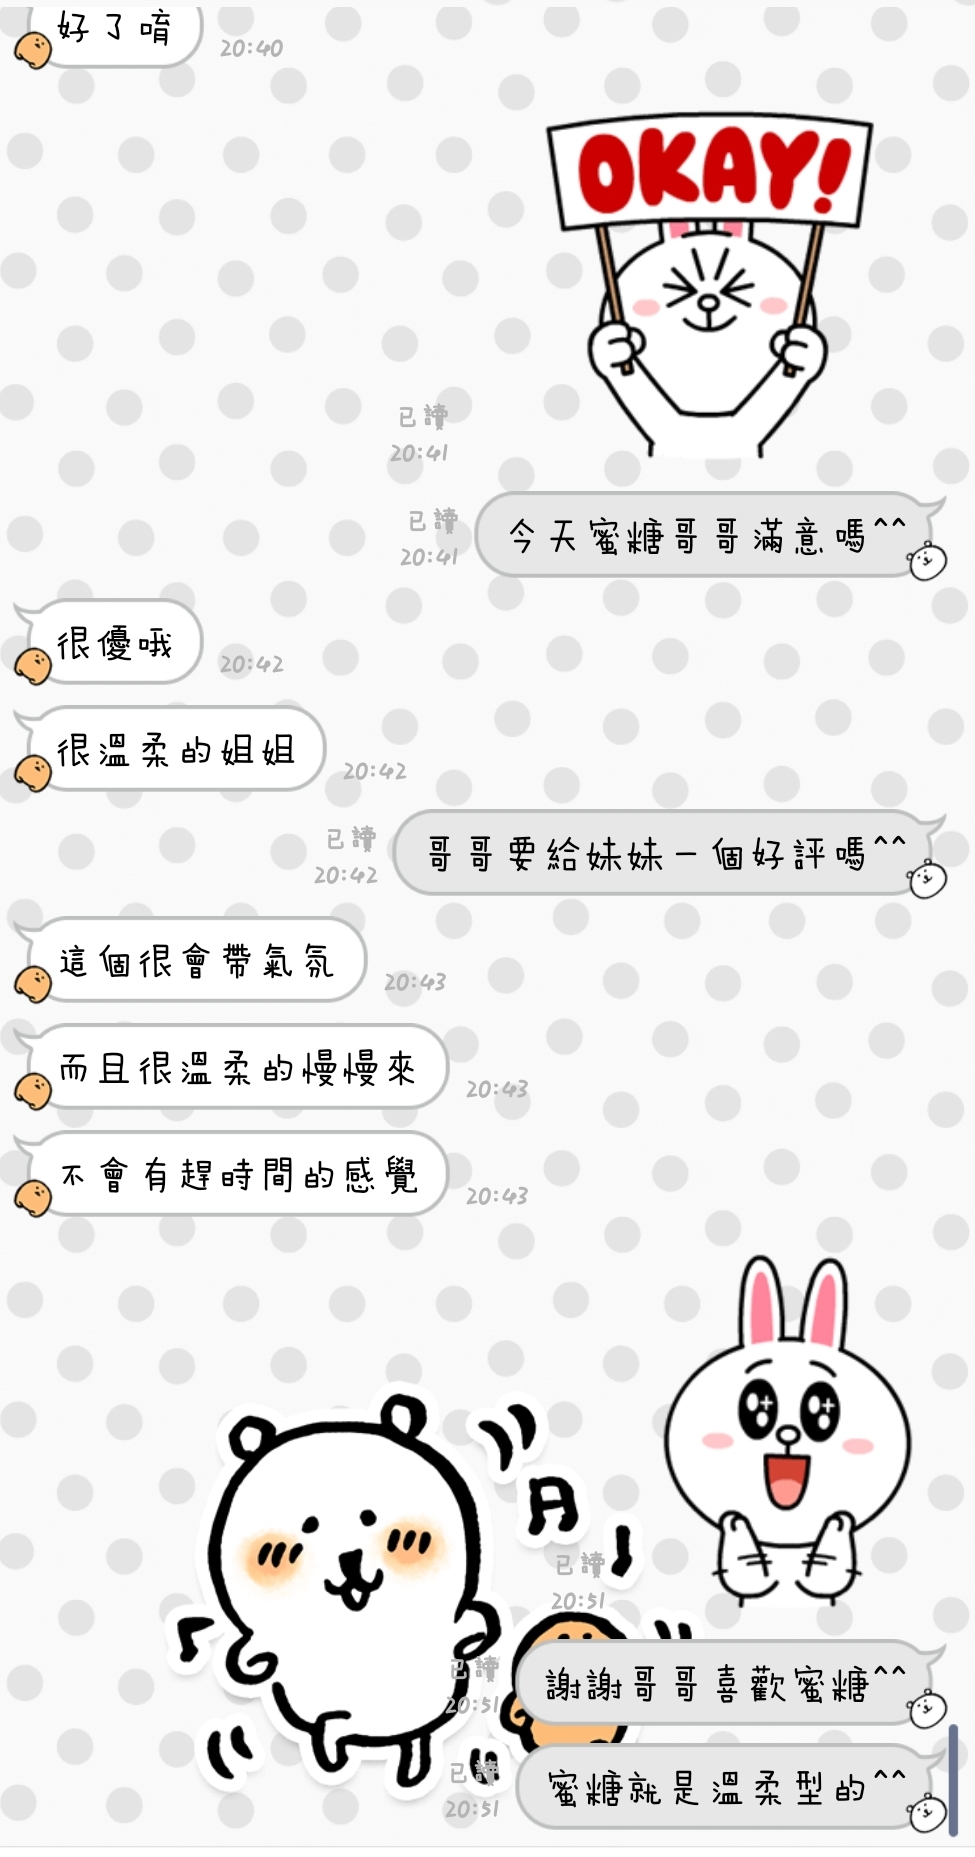 好了唷
20:40
OKAY!
已讀
20:41
已讀
20:41
今天蜜糖哥哥滿意嗎^^
很優哦
20:42
很溫柔的姐姐
20:42
已讀
20:42
哥哥要給妹妹一個好評嗎^^
這個很會帶氣氛
20:43
而且很溫柔的慢慢來
20:43
不會有趕時間的感覺
20:43
已讀
20:51
已讀
20:51
謝謝哥哥喜歡蜜糖^^
已讀
20:51
蜜糖就是溫柔型的^^